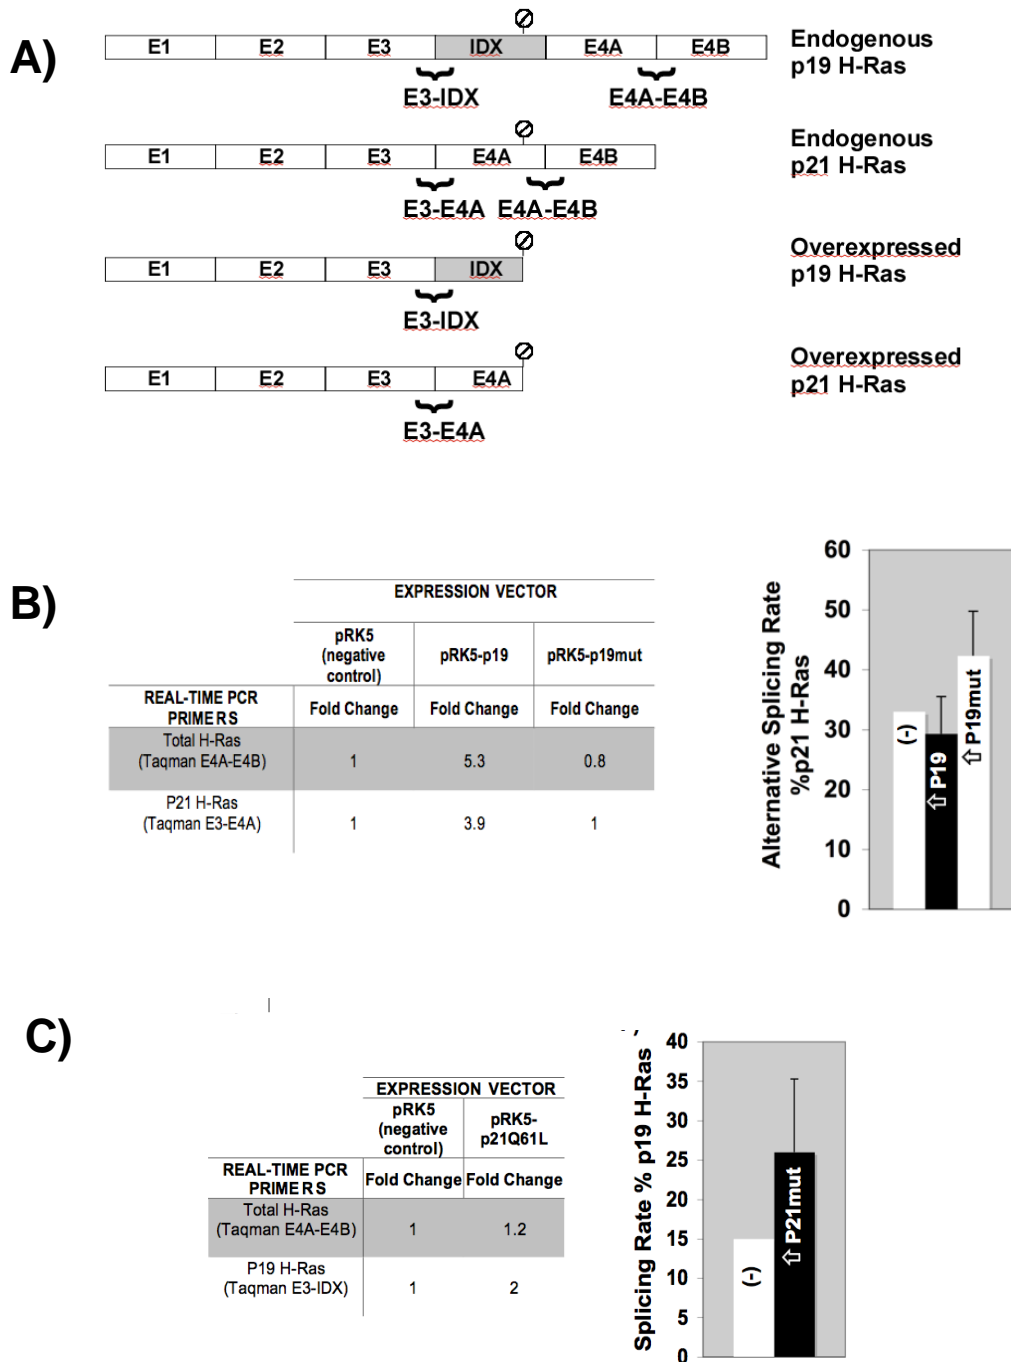 A)
E1 E2 E3 IDX E4A E4B
Endogenous
p19 H-Ras
E3-IDX E4A-E4B
E1 E2 E3 E4A E4B
Endogenous
p21 H-Ras
E3-E4A E4A-E4B
E1 E2 E3 IDX
Overexpressed
p19 H-Ras
E3-IDX
E1 E2 E3 E4A
Overexpressed
p21 H-Ras
E3-E4A
B)
EXPRESSION VECTOR
pRK5
(negative
control)
pRK5-p19
pRK5-p19mut
REAL-TIME PCR
PRIMERS
Fold Change Fold Change Fold Change
Total H-Ras
(Taqman E4A-E4B)
1 5.3 0.8
P21 H-Ras
(Taqman E3-E4A)
1 3.9 1
Alternative Splicing Rate
%p21 H-Ras
60
50
40
30
20
10
0
(-)
⇧P19
⇧P19mut
C)
EXPRESSION VECTOR
pRK5
(negative
control)
pRK5-
p21Q61L
REAL-TIME PCR
PRIMERS
Fold Change Fold Change
Total H-Ras
(Taqman E4A-E4B)
1 1.2
P19 H-Ras
(Taqman E3-IDX)
1 2
Splicing Rate % p19 H-Ras
40
35
30
25
20
15
10
5
0
(-)
⇧P21mut